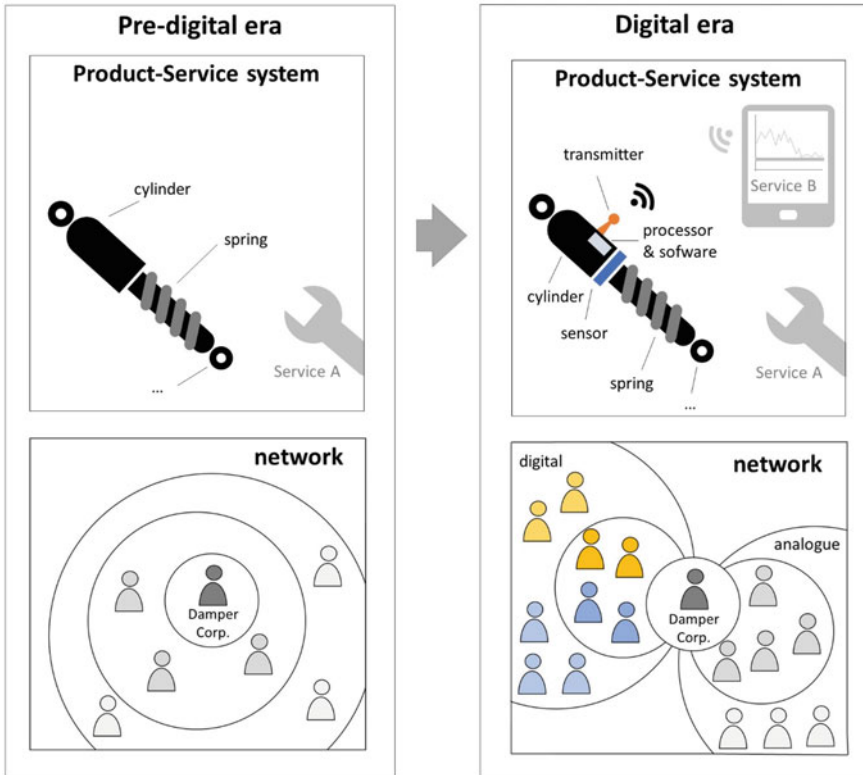 Pre-digital era
Product-Service system
cylinder
spring
Service A
...
network
Damper
Corp.
Digital era
Product-Service system
transmitter
Service B
processor
& sofware
cylinder
sensor
Service A
spring
...
digital
network
analogue
Damper
Corp.